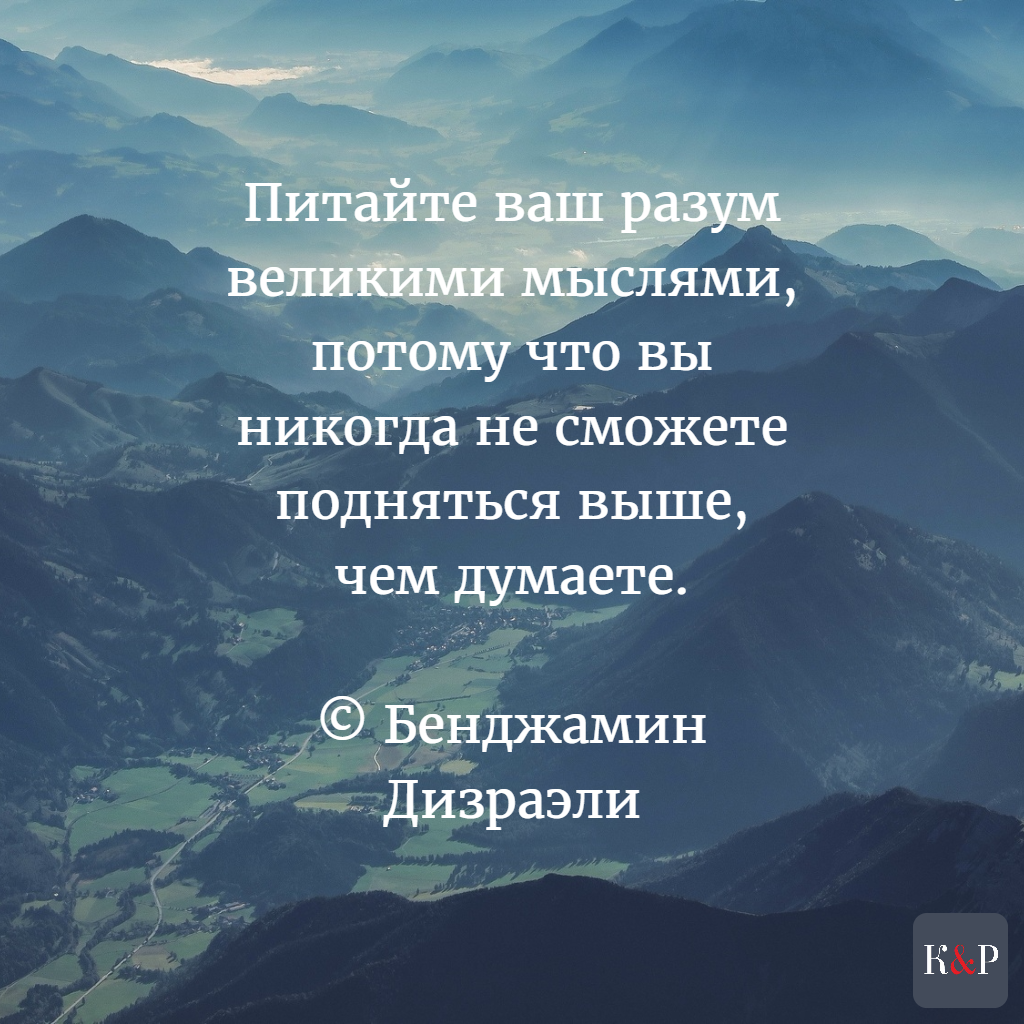 Питайте ваш разум
великими мыслями,
потому что вы
никогда не сможете
подняться выше,
чем думаете.
© Бенджамин
Дизраэли
K&P